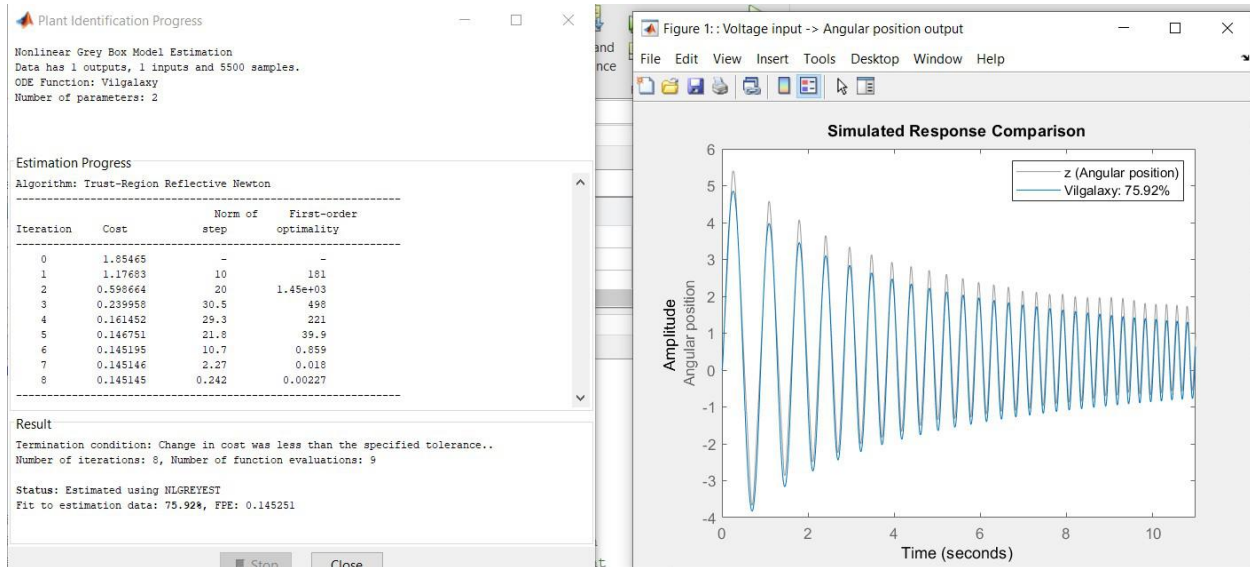 Plant Identification Progress
Nonlinear Grey Box Model Estimation
Data has 1 outputs, 1 inputs and 5500 samples.
ODE Function: Vilgalaxy
Number of parameters: 2
Estimation Progress
Algorithm: Trust-Region Reflective Newton
Norm of First-order
Iteration Cost step optimality
0 1.85465 - -
1 1.17683 10 181
2 0.598664 20 1.45e+03
3 0.239958 30.5 498
4 0.161452 29.3 221
5 0.146751 21.8 39.9
6 0.145195 10.7 0.859
7 0.145146 2.27 0.018
8 0.145145 0.242 0.00227
Result
Termination condition: Change in cost was less than the specified tolerance..
Number of iterations: 8, Number of function evaluations: 9
Status: Estimated using NLGREYEST
Fit to estimation data: 75.92%, FPE: 0.145251
Stop Close
and
nce
Figure 1: : Voltage input -> Angular position output
File Edit View Insert Tools Desktop Window Help
Simulated Response Comparison
z (Angular position)
Vilgalaxy: 75.92%
Amplitude
Angular position
6
5
4
3
2
1
0
-1
-2
-3
-4
0 2 4 6 8 10
Time (seconds)